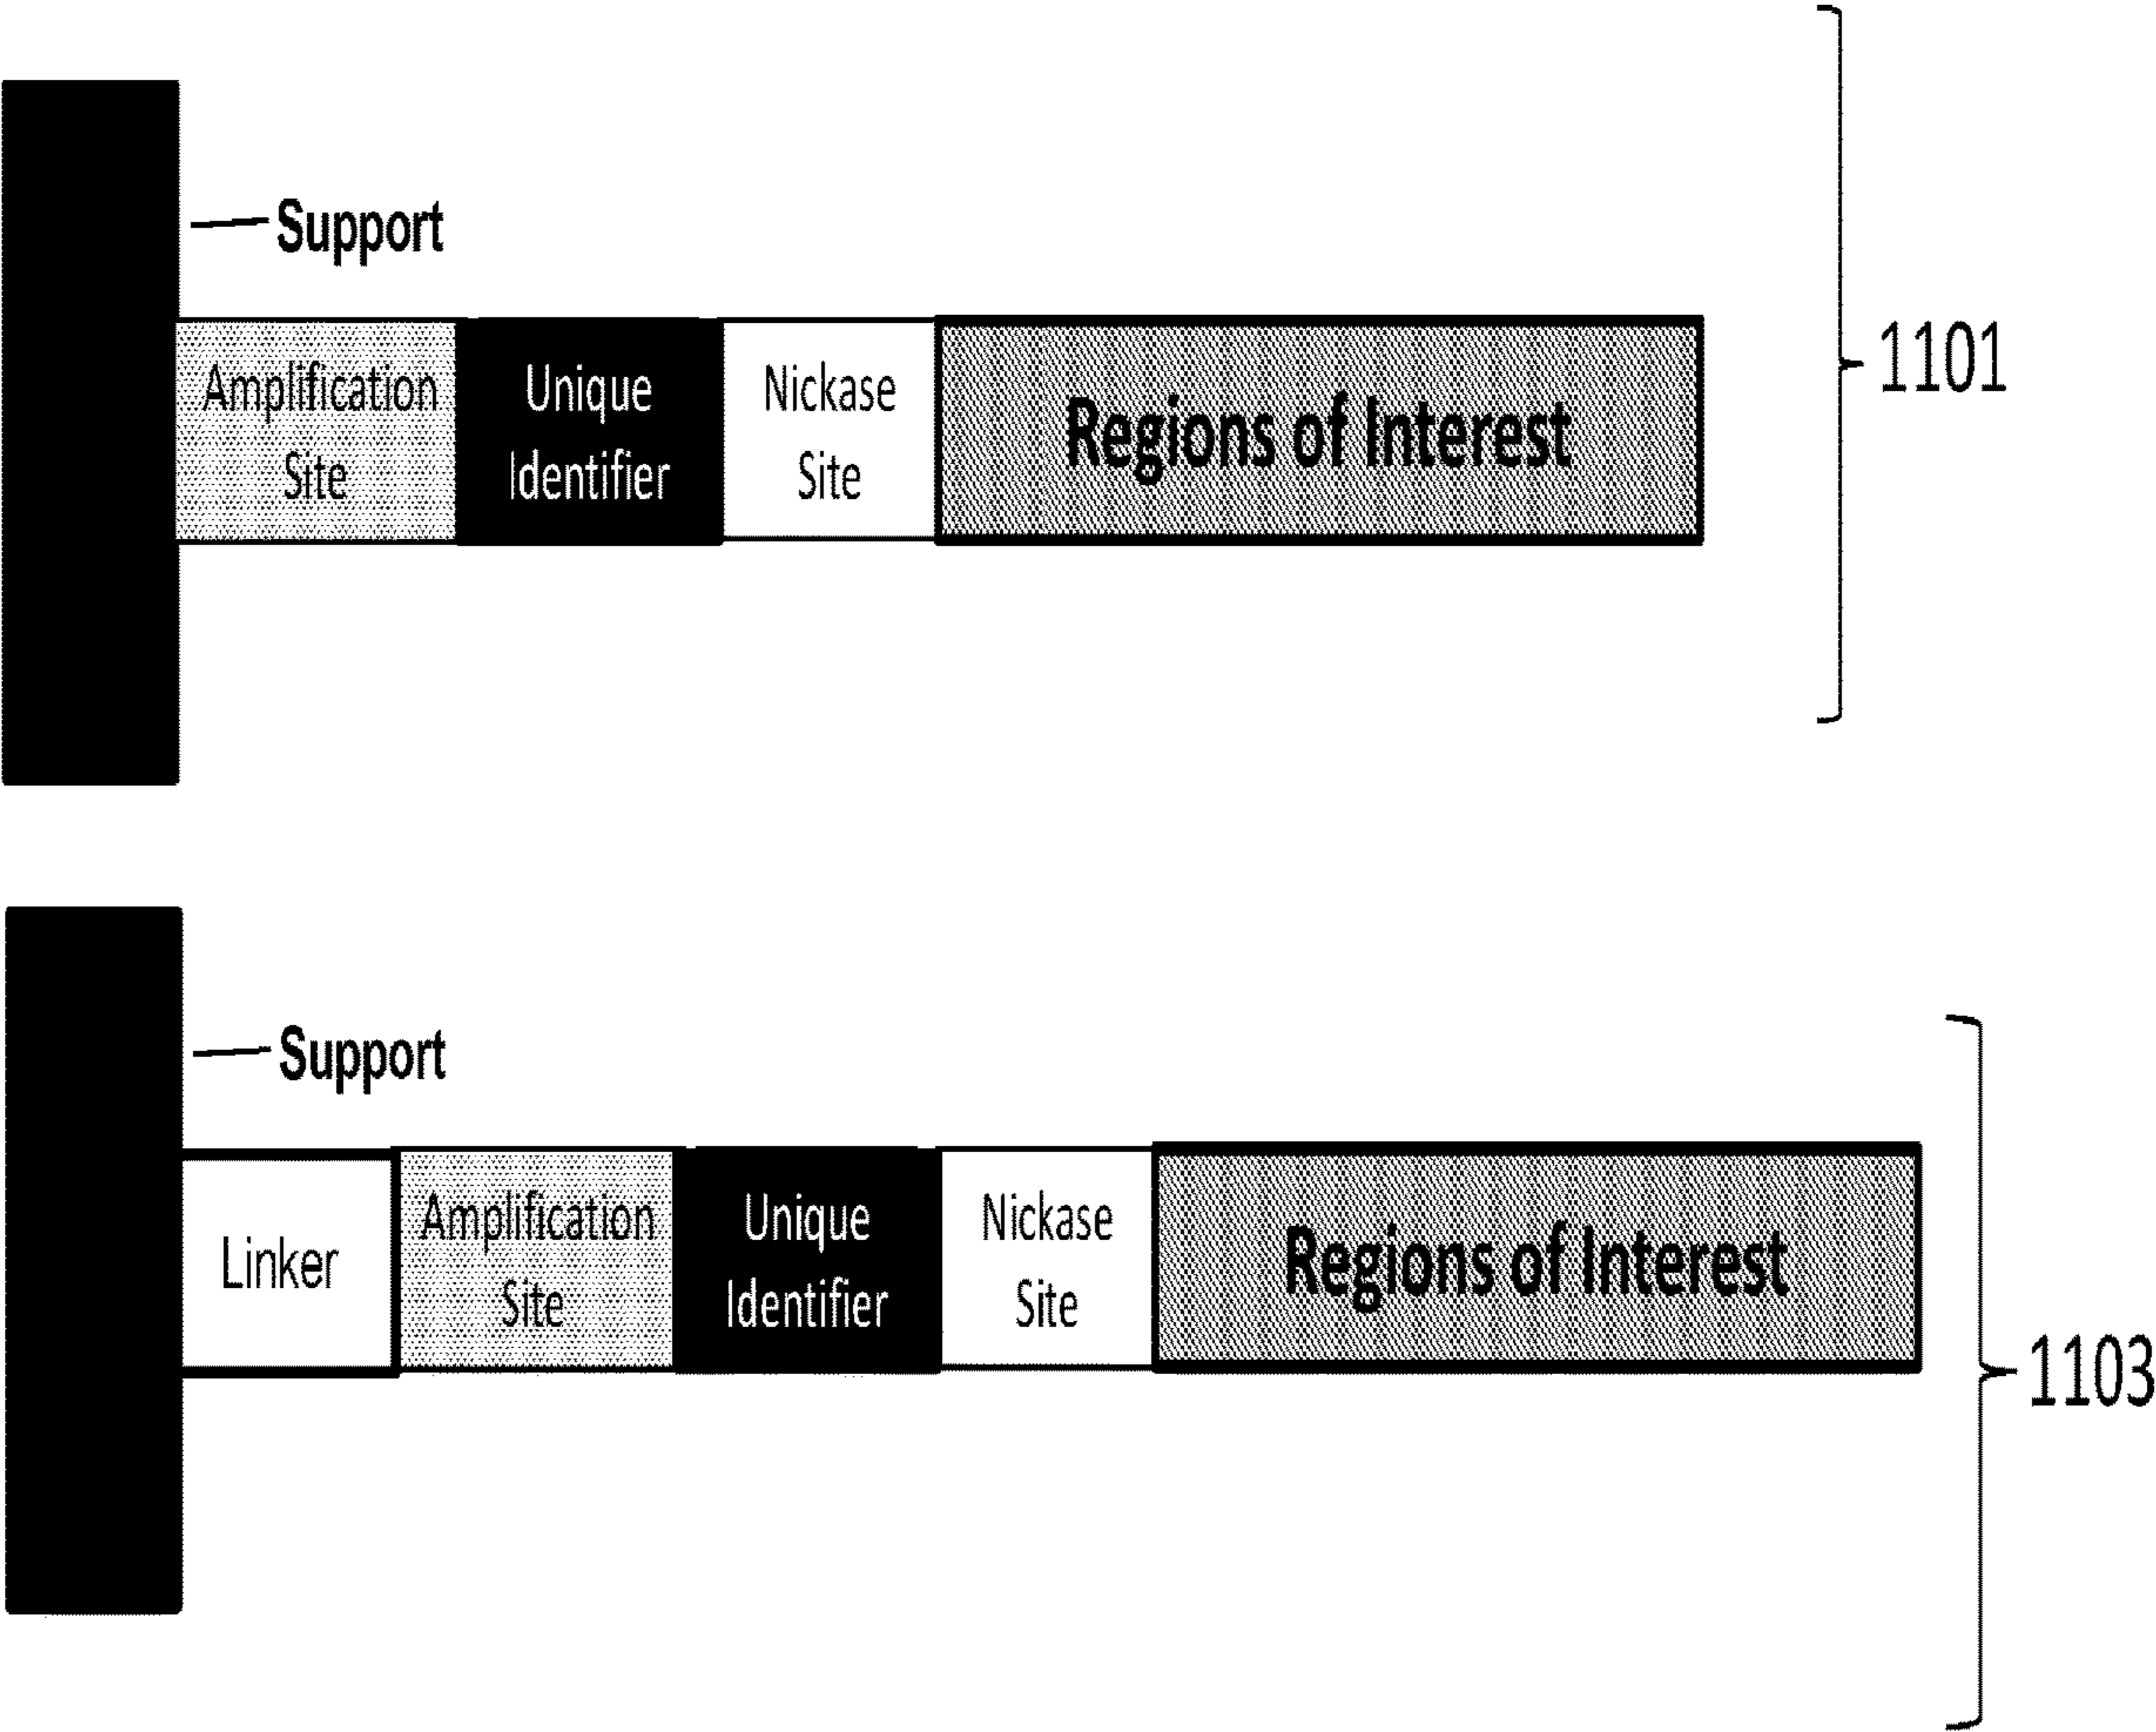 Support
1101
Amplification
Site
Unique
Identifier
Nickase
Site
Regions of Interest
Support
Linker
Amplification
Site
Unique
Identifier
Nickase
Site
Regions of Interest
1103